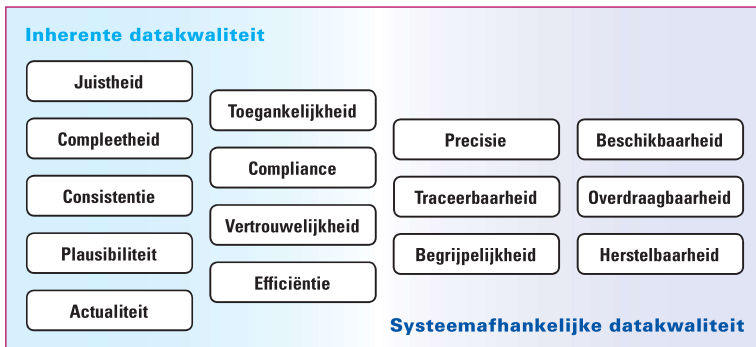 Inherente datakwaliteit
Juistheid
Compleetheid
Consistentie
Plausibiliteit
Actualiteit
Toegankelijkheid
Compliance
Vertrouwelijkheid
Efficiëntie
Precisie
Traceerbaarheid
Begrijpelijkheid
Beschikbaarheid
Overdraagbaarheid
Herstelbaarheid
Systeemafhankelijke datakwaliteit